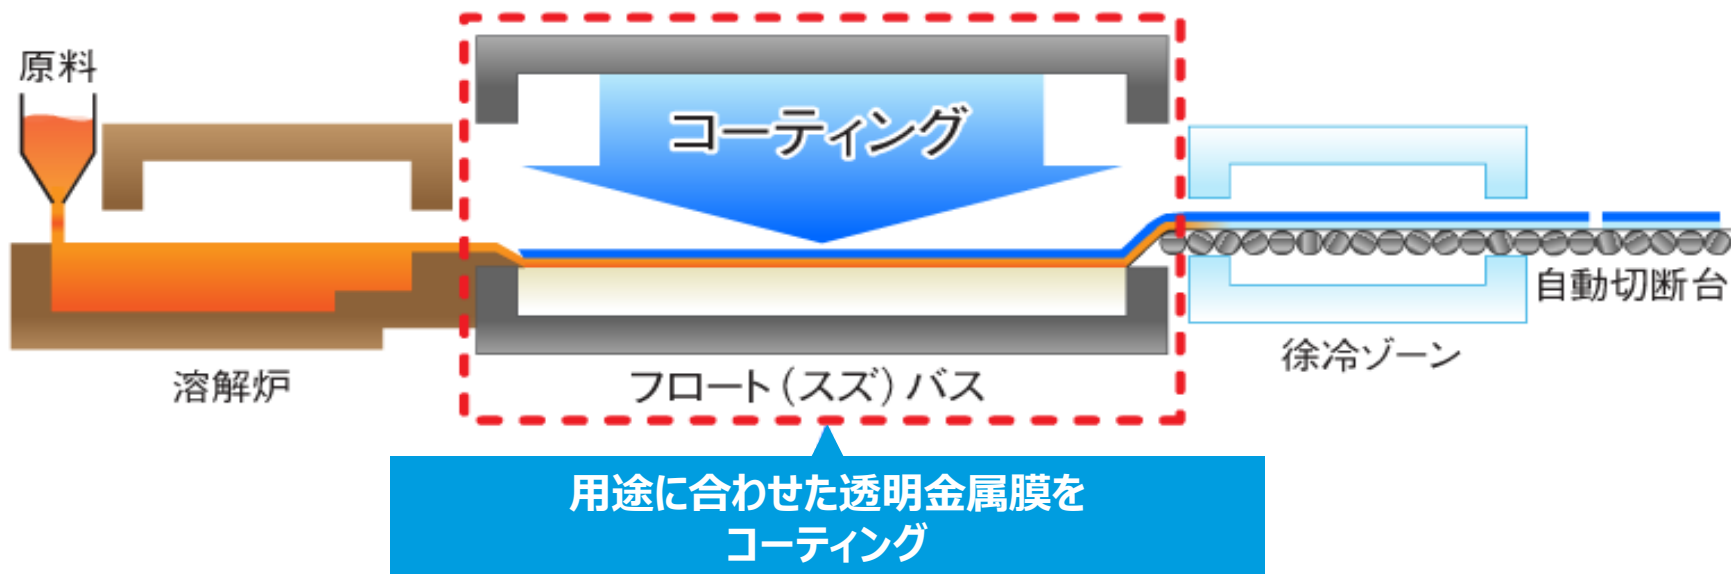 原料
コーティング
溶解炉
フロート(スズ)バス
自動切断台
徐冷ゾーン
用途に合わせた透明金属膜を
コーティング